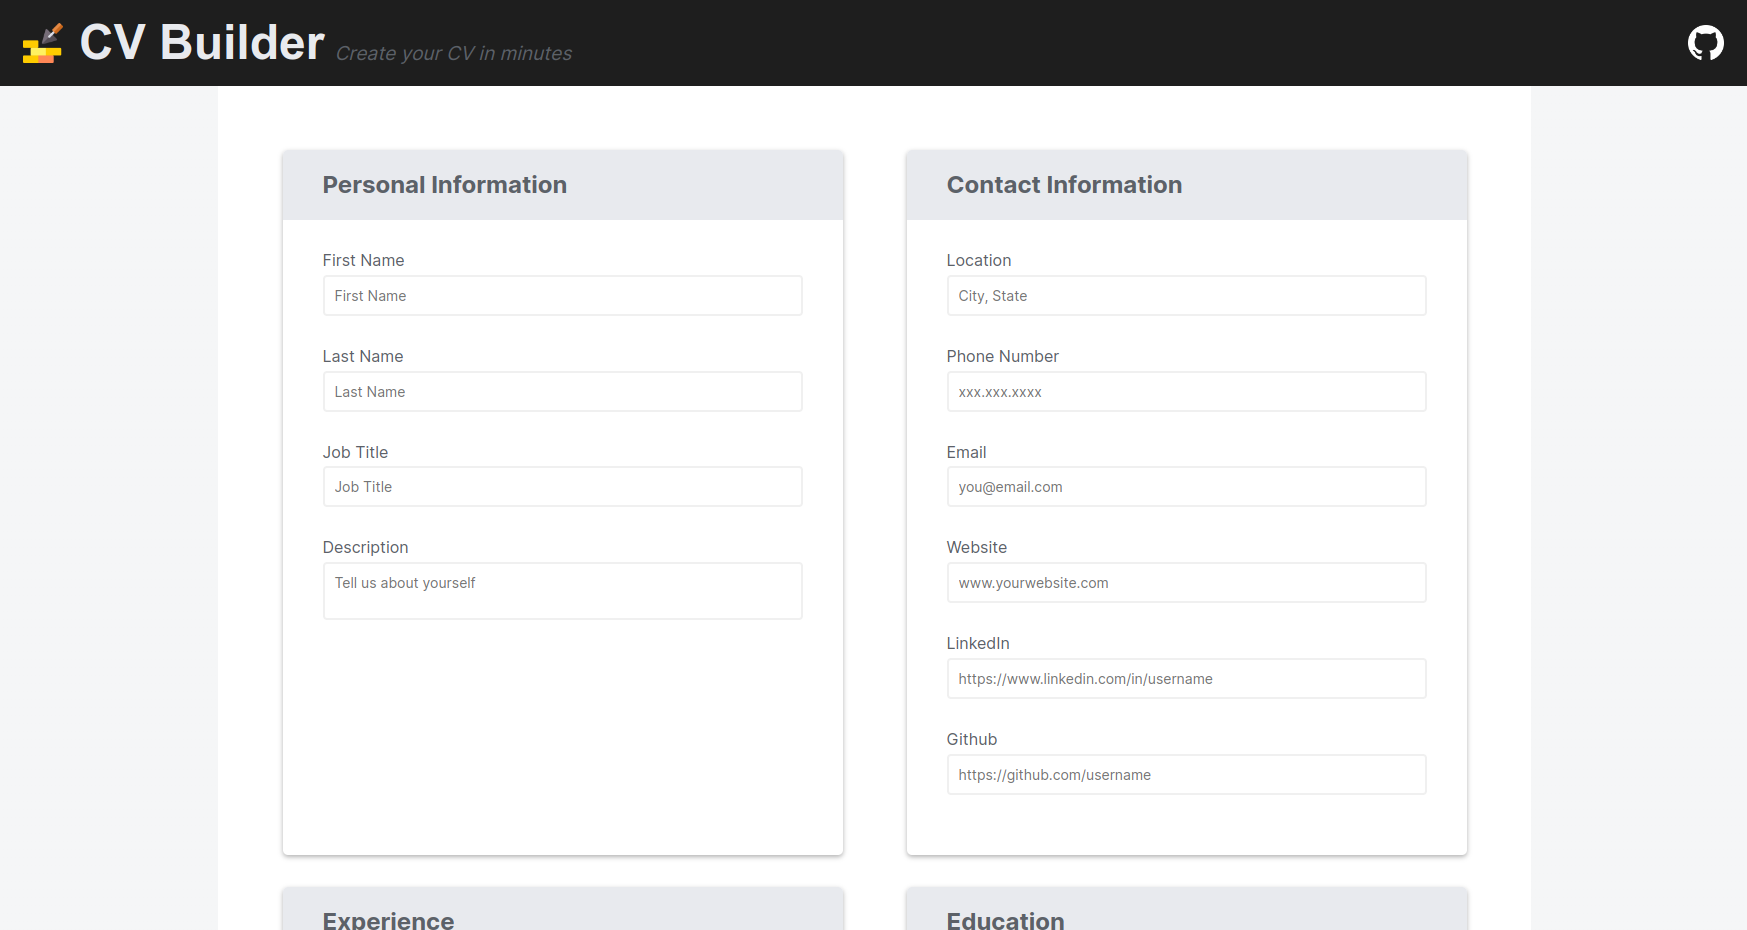 CV Builder Create your CV in minutes
Personal Information
First Name
First Name
Last Name
Last Name
Job Title
Job Title
Description
Tell us about yourself
Contact Information
Location
City, State
Phone Number
xxx.xxx.xxxx
Email
you@email.com
Website
www.yourwebsite.com
LinkedIn
https://www.linkedin.com/in/username
Github
https://github.com/username
Experience
Education